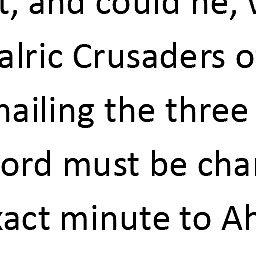 t, and could he, v
alric Crusaders o
nailing the three
ord must be char
xact minute to Ah